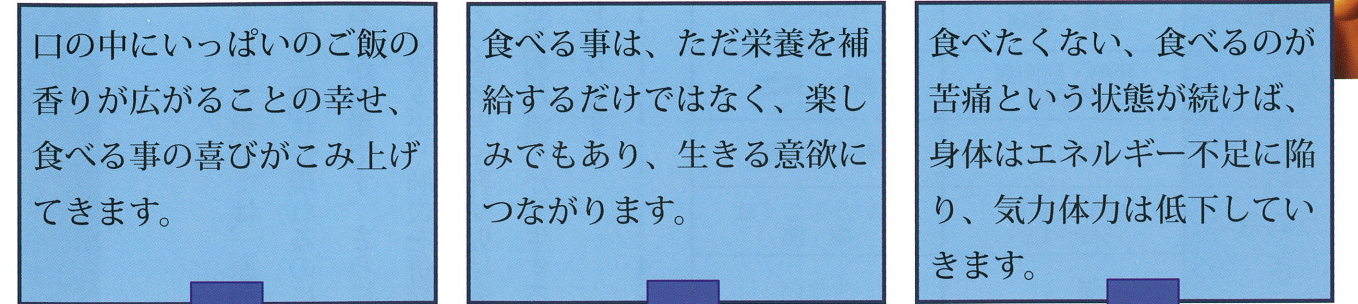 口の中にいっぱいのご飯の
香りが広がることの幸せ、
食べる事の喜びがこみ上げ
てきます。
食べる事は、ただ栄養を補
給するだけではなく、楽し
みでもあり、生きる意欲に
つながります。
食べたくない、食べるのが
苦痛という状態が続けば、
身体はエネルギー不足に陥
り、気力体力は低下してい
きます。